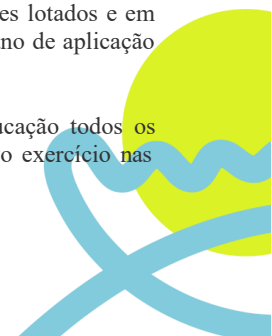 es lotados e em
no de aplicação
ucação todos os
o exercício nas